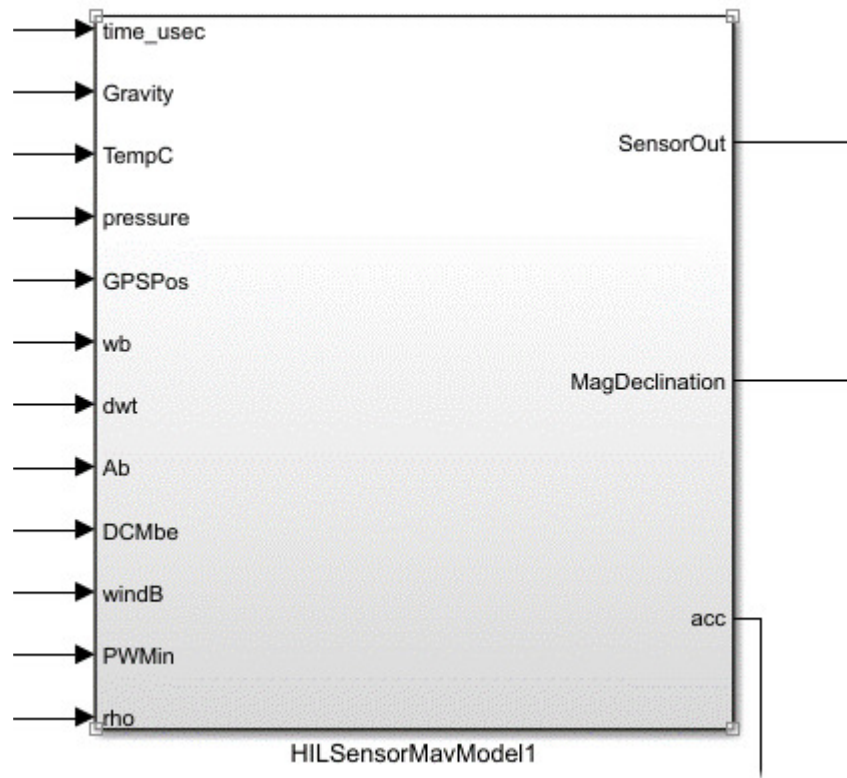 time_usec
Gravity
TempC
pressure
GPSPos
wb
dwt
Ab
DCMbe
windB
PWMin
rho
SensorOut
MagDeclination
acc
HILSensorMavModel1